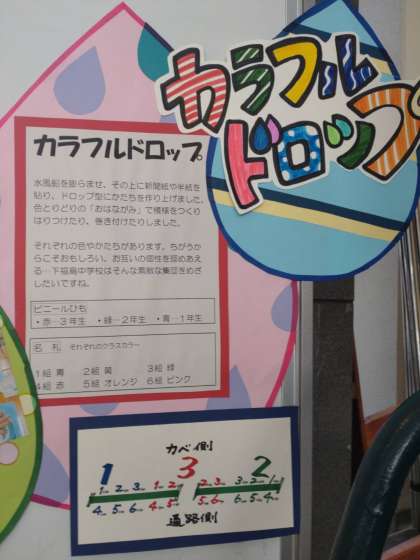 カラフル
ドロップ
カラフルドロップ
水風船を膨らませ、その上に新聞紙や半紙を
貼り、ドロップ型にかたちを作り上げました。
色とりどりの「おはながみ」で模様をつくり
はりつけたり、巻き付けたりしました。
それぞれの色やかたちがあります。ちがうか
らこそおもしろい。お互いの個性を認めあえ
る…下福島中学校はそんな素敵な集団をめざ
したいですね。
ビニールひも
・赤…3年生 ・緑…2年生 ・青…1年生
名 札 それぞれのクラスカラー
1組 青 2組 黄 3組 緑
4組 赤 5組 オレンジ 6組 ピンク
カベ側
1 3 2
通路側